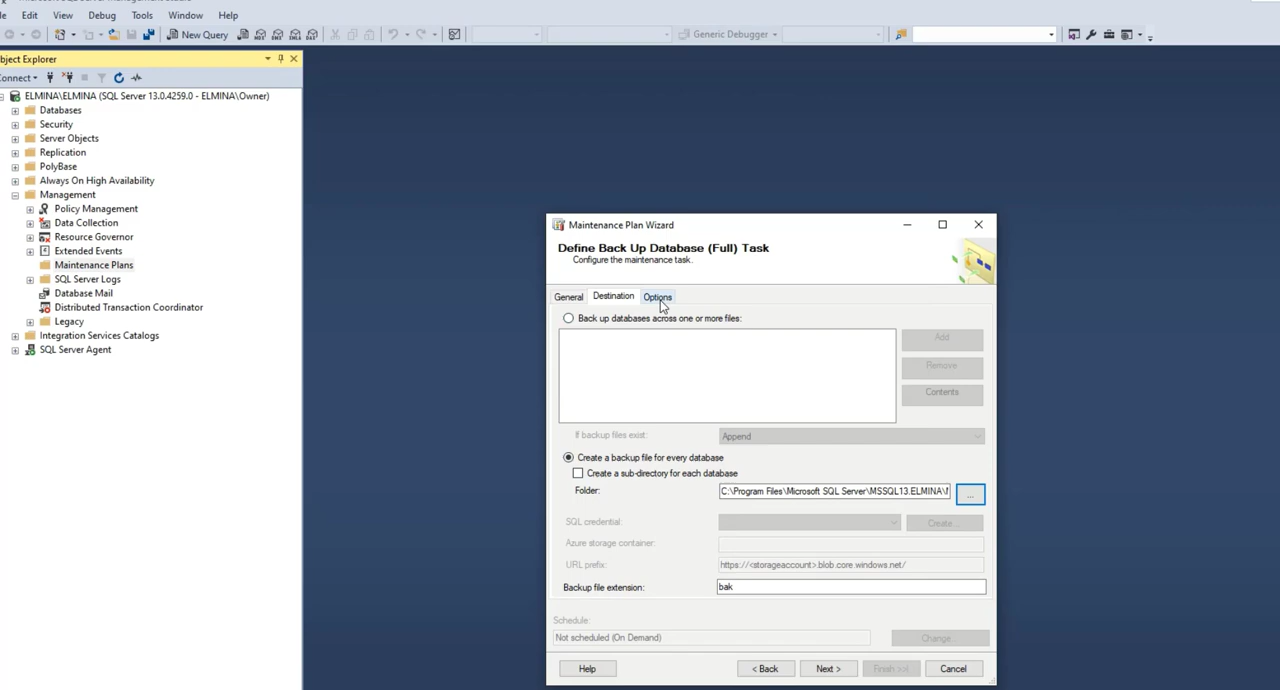 Edit View Debug Tools Window Help
New Query
Generic Debugger
Object Explorer
Connect
ELMINA\ELMINA (SQL Server 13.0.4259.0 - ELMINA\Owner)
Databases
Security
Server Objects
Replication
PolyBase
Always On High Availability
Management
Policy Management
Data Collection
Resource Governor
Extended Events
Maintenance Plans
SQL Server Logs
Database Mail
Distributed Transaction Coordinator
Legacy
Integration Services Catalogs
SQL Server Agent
Maintenance Plan Wizard
Define Back Up Database (Full) Task
Configure the maintenance task.
General Destination Options
Back up databases across one or more files:
Add
Remove
Contents
If backup files exist: Append
Create a backup file for every database
Create a sub-directory for each database
Folder: C:\Program Files\Microsoft SQL Server\MSSQL13.ELMINA\ ...
SQL credential: Create...
Azure storage container:
URL prefix: https://<storageaccount>.blob.core.windows.net/
Backup file extension: bak
Schedule:
Not scheduled (On Demand) Change...
Help < Back Next > Finish >>| Cancel